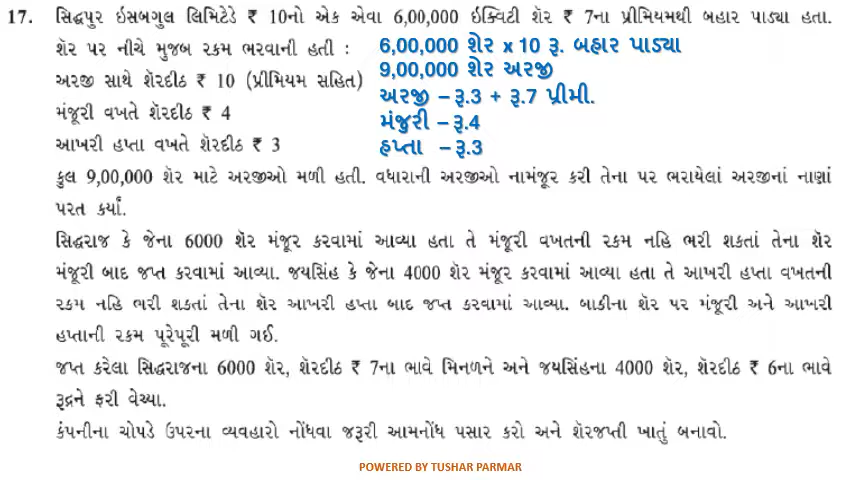 17. સિદ્ધપુર ઇસબગુલ લિમિટેડે ₹ 10નો એક એવા 6,00,000 ઇક્વિટી શૅર ₹ 7ના પ્રીમિયમથી બહાર પાડ્યા હતા.
શૅર પર નીચે મુજબ રકમ ભરવાની હતી :
6,00,000 શેર x 10 રૂ. બહાર પાડ્યા
9,00,000 શેર અરજી
અરજી સાથે શૅરદીઠ ₹ 10 (પ્રીમિયમ સહિત)
અરજી – રૂ.3 + રૂ.7 પ્રીમી.
મંજૂરી વખતે શૅરદીઠ ₹ 4
મંજુરી – રૂ.4
આખરી હપ્તા વખતે શૅરદીઠ ₹ 3
હપ્તા – રૂ.3
કુલ 9,00,000 શૅર માટે અરજીઓ મળી હતી. વધારાની અરજીઓ નામંજૂર કરી તેના પર ભરાયેલાં અરજીનાં નાણાં
પરત કર્યાં.
સિદ્ધરાજ કે જેના 6000 શૅર મંજૂર કરવામાં આવ્યા હતા તે મંજૂરી વખતની રકમ નહિ ભરી શકતાં તેના શૅર
મંજૂરી બાદ જપ્ત કરવામાં આવ્યા. જયસિંહ કે જેના 4000 શૅર મંજૂર કરવામાં આવ્યા હતા તે આખરી હપ્તા વખતની
રકમ નહિ ભરી શકતાં તેના શૅર આખરી હપ્તા બાદ જપ્ત કરવામાં આવ્યા. બાકીના શૅર પર મંજૂરી અને આખરી
હપ્તાની રકમ પૂરેપૂરી મળી ગઈ.
જપ્ત કરેલા સિદ્ધરાજના 6000 શૅર, શૅરદીઠ ₹ 7ના ભાવે મિનળને અને જયસિંહના 4000 શૅર, શૅરદીઠ ₹ 6ના ભાવે
રૂદ્રને ફરી વેચ્યા.
કંપનીના ચોપડે ઉપરના વ્યવહારો નોંધવા જરૂરી આમનોંધ પસાર કરો અને શૅરજપ્તી ખાતું બનાવો.
POWERED BY TUSHAR PARMAR